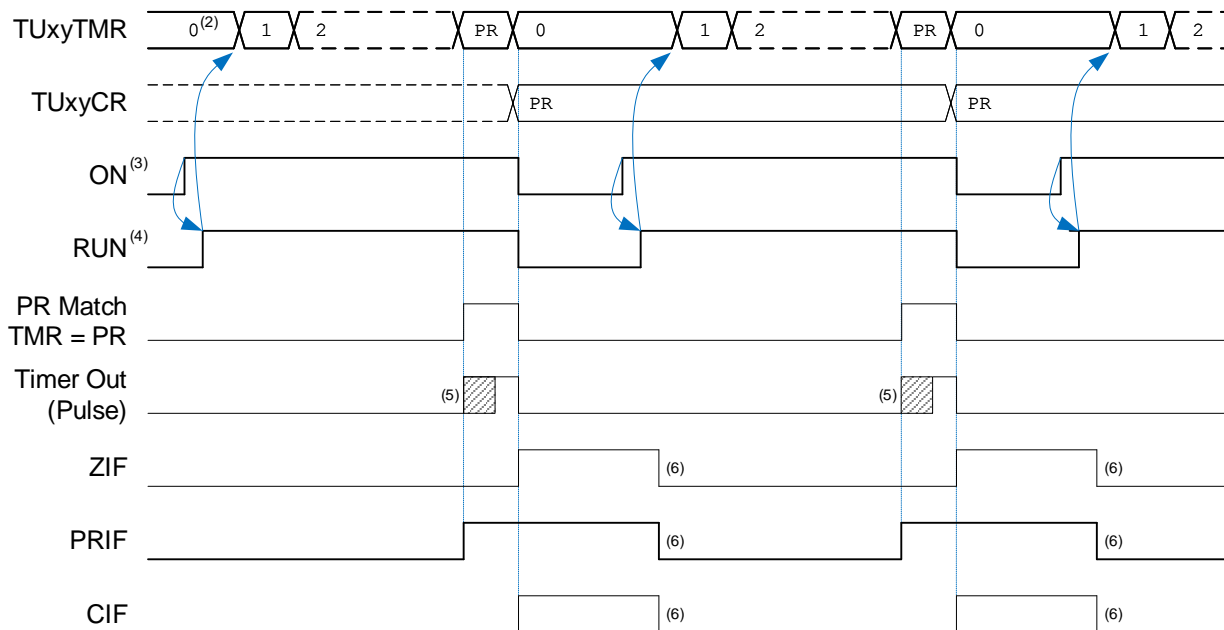 TUxyTMR 0(2) 1 2 PR 0 1 2 PR 0 1 2
TUxyCR PR PR
ON(3)
RUN(4)
PR Match
TMR = PR
Timer Out
(Pulse) (5) (5)
ZIF (6) (6)
PRIF (6) (6)
CIF (6) (6)